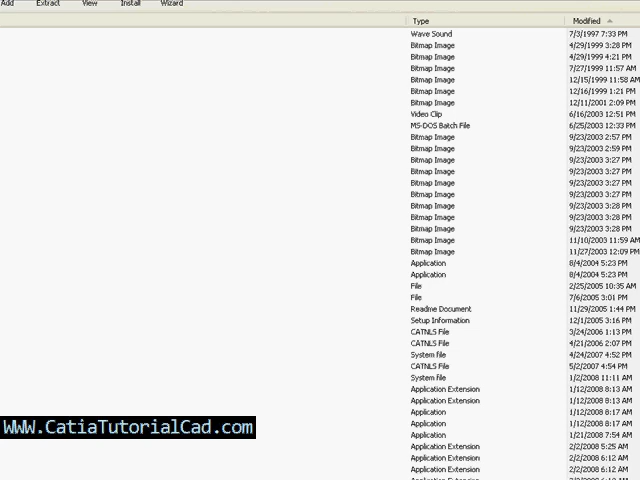 Add Extract View Install Wizard
Type Modified
Wave Sound 7/3/1997 7:33 PM
Bitmap Image 4/29/1999 3:28 PM
Bitmap Image 4/29/1999 4:21 PM
Bitmap Image 7/27/1999 11:57 AM
Bitmap Image 12/15/1999 11:58 AM
Bitmap Image 12/16/1999 1:21 PM
Bitmap Image 12/11/2001 2:09 PM
Video Clip 6/16/2003 12:51 PM
MS-DOS Batch File 6/25/2003 12:33 PM
Bitmap Image 9/23/2003 2:57 PM
Bitmap Image 9/23/2003 2:59 PM
Bitmap Image 9/23/2003 3:27 PM
Bitmap Image 9/23/2003 3:27 PM
Bitmap Image 9/23/2003 3:27 PM
Bitmap Image 9/23/2003 3:28 PM
Bitmap Image 9/23/2003 3:28 PM
Bitmap Image 9/23/2003 3:28 PM
Bitmap Image 11/10/2003 11:59 AM
Bitmap Image 11/27/2003 12:09 PM
Application 8/4/2004 5:23 PM
Application 8/4/2004 5:23 PM
File 2/25/2005 10:35 AM
File 7/6/2005 3:01 PM
Readme Document 11/29/2005 1:44 PM
Setup Information 12/1/2005 3:16 PM
CATNLS File 3/24/2006 1:13 PM
CATNLS File 4/21/2006 2:07 PM
System file 4/24/2007 4:52 PM
CATNLS File 5/2/2007 4:54 PM
System file 1/2/2008 11:11 AM
Application Extension 1/12/2008 8:13 AM
Application Extension 1/12/2008 8:13 AM
Application 1/12/2008 8:17 AM
Application 1/12/2008 8:17 AM
Application 1/21/2008 7:54 AM
Application Extension 2/2/2008 5:25 AM
Application Extension 2/2/2008 6:12 AM
Application Extension 2/2/2008 6:12 AM
Application Extension
WWW.CatiaTutorialCad.com